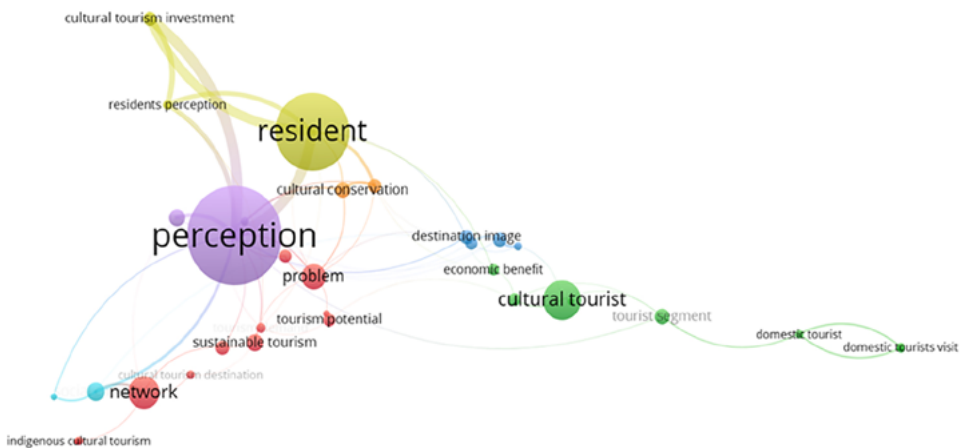 cultural tourism investment
residents perception
resident
cultural conservation
perception
destination image
economic benefit
problem
cultural tourist
tourism potential
tourist segment
domestic tourist
sustainable tourism
domestic tourists visit
cultural tourism destination
network
indigenous cultural tourism